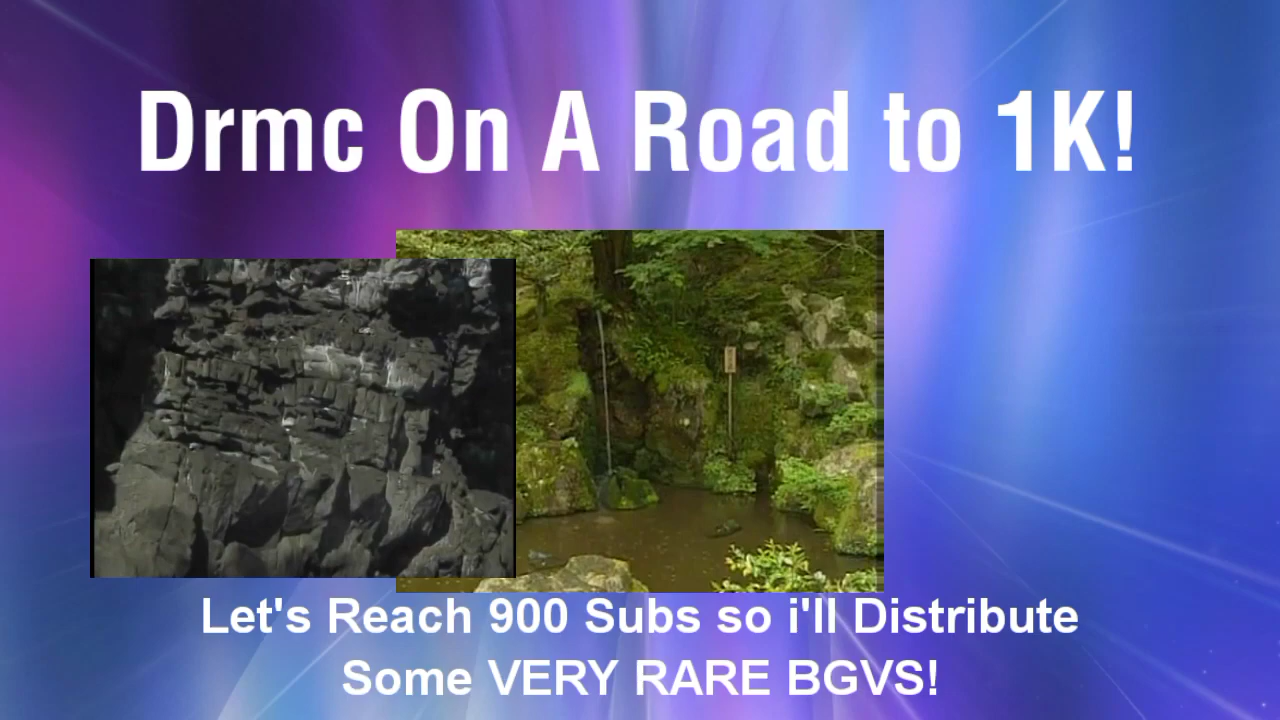 Drmc On A Road to 1K!
Let's Reach 900 Subs so i'll Distribute
Some VERY RARE BGVS!